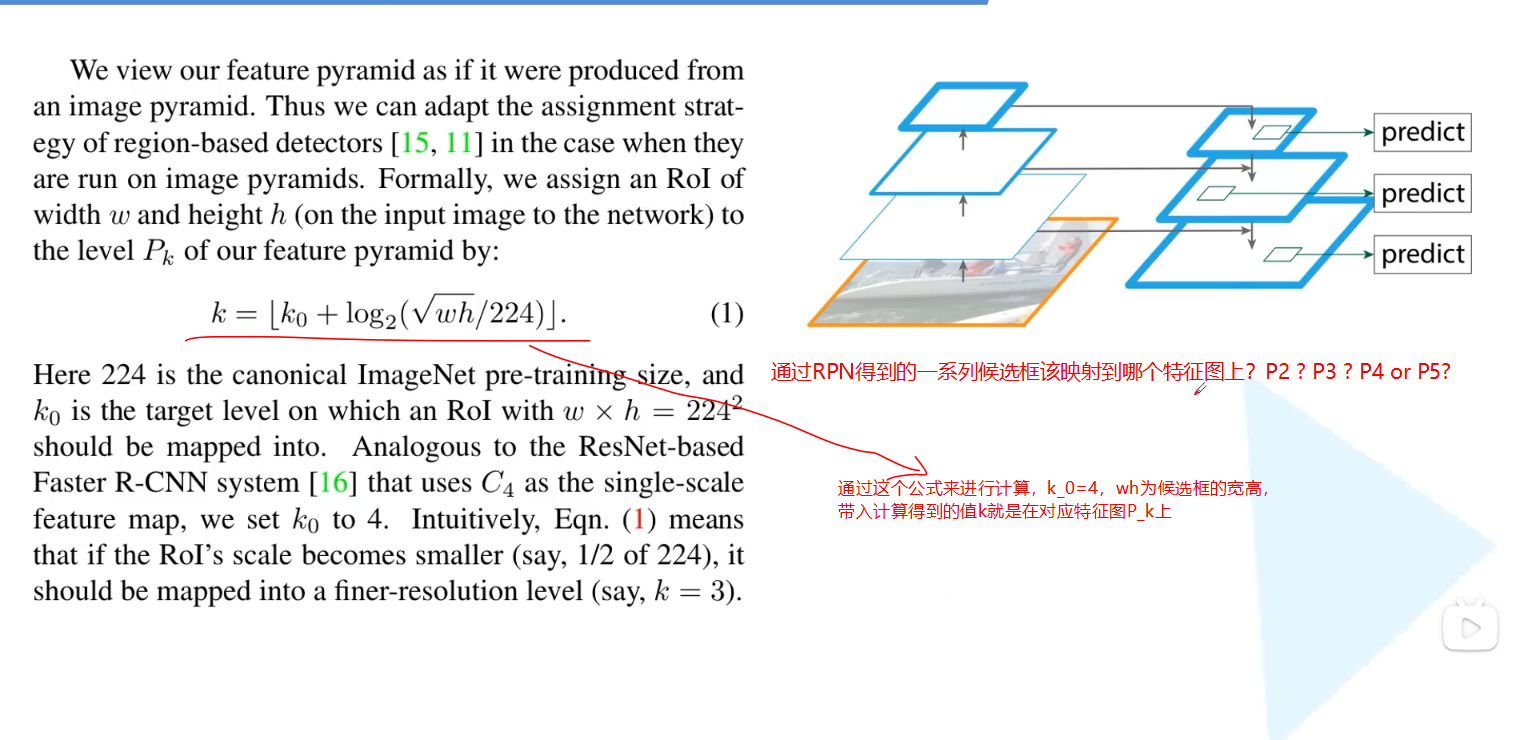 We view our feature pyramid as if it were produced from
an image pyramid. Thus we can adapt the assignment strat-
egy of region-based detectors [15, 11] in the case when they
are run on image pyramids. Formally, we assign an RoI of
width w and height h (on the input image to the network) to
the level P_k of our feature pyramid by:
k = ⌊k_0 + log_2(√wh/224)⌋. (1)
Here 224 is the canonical ImageNet pre-training size, and
k_0 is the target level on which an RoI with w × h = 224^2
should be mapped into. Analogous to the ResNet-based
Faster R-CNN system [16] that uses C_4 as the single-scale
feature map, we set k_0 to 4. Intuitively, Eqn. (1) means
that if the RoI's scale becomes smaller (say, 1/2 of 224), it
should be mapped into a finer-resolution level (say, k = 3).
predict
predict
predict
通过RPN得到的一系列候选框该映射到哪个特征图上？P2 ? P3 ? P4 or P5?
通过这个公式来进行计算，k_0=4，wh为候选框的宽高，
带入计算得到的值k就是在对应特征图P_k上